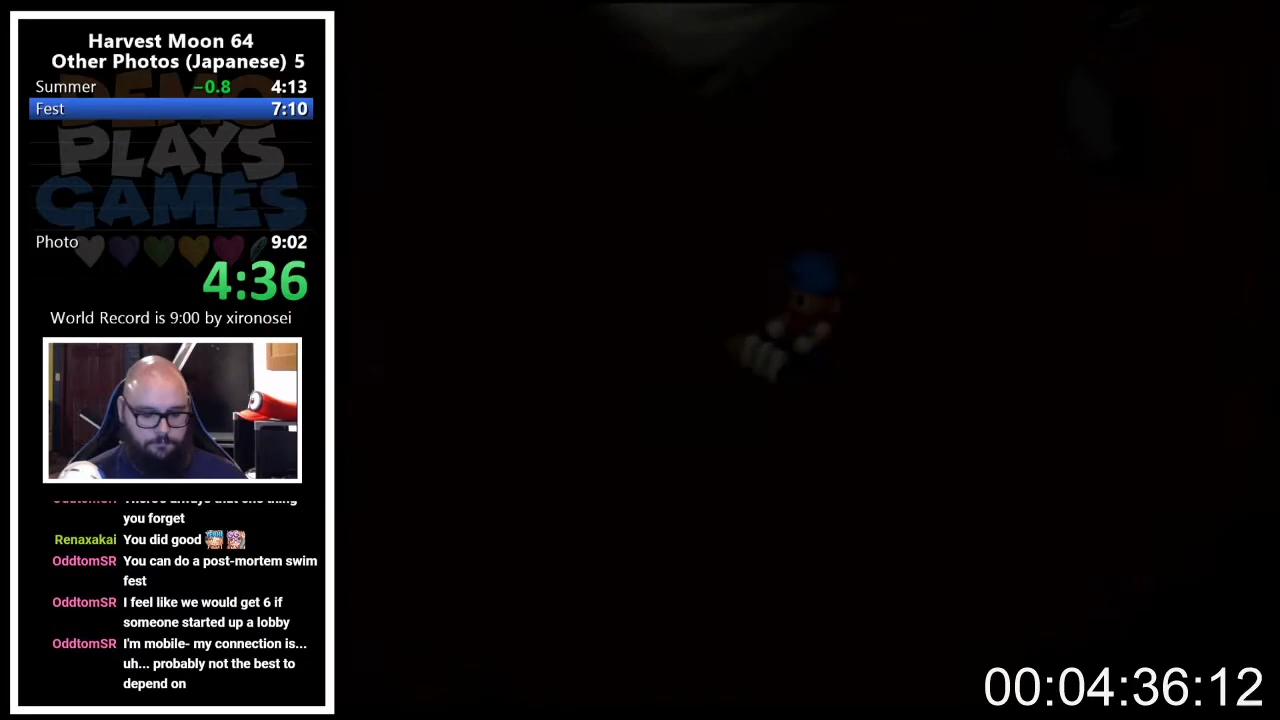 Harvest Moon 64
Other Photos (Japanese) 5
Summer −0.8 4:13
Fest 7:10
DEMO
PLAYS
GAMES
Photo 9:02
4:36
World Record is 9:00 by xironosei
you forget
Renaxakai You did good
OddtomSR You can do a post-mortem swim
fest
OddtomSR I feel like we would get 6 if
someone started up a lobby
OddtomSR I'm mobile- my connection is...
uh... probably not the best to
depend on
00:04:36:12